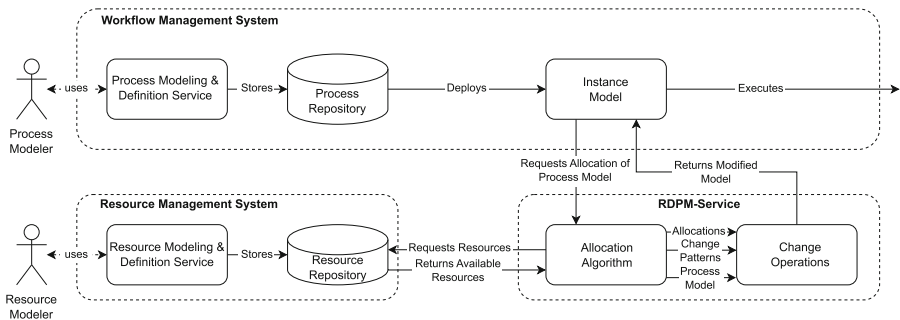 Workflow Management System
uses
Process Modeling &
Definition Service
Stores
Process
Repository
Deploys
Instance
Model
Executes
Process
Modeler
Requests Allocation of
Process Model
Returns Modified
Model
Resource Management System
RDPM-Service
uses
Resource Modeling &
Definition Service
Stores
Resource
Repository
Requests Resources
Returns Available
Resources
Allocation
Algorithm
Allocations
Change
Patterns
Process
Model
Change
Operations
Resource
Modeler